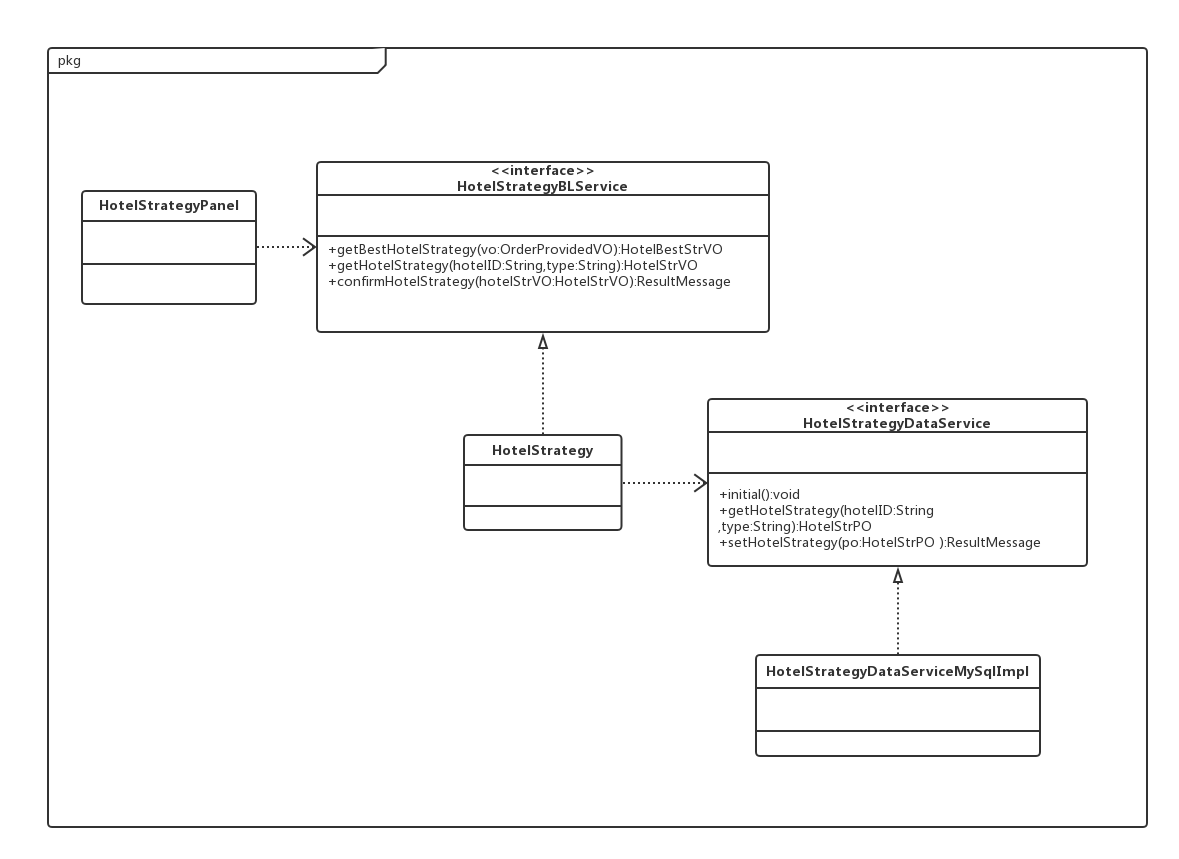 pkg
<<interface>>
HotelStrategyBLService
HotelStrategyPanel
+getBestHotelStrategy(vo:OrderProvidedVO):HotelBestStrVO
+getHotelStrategy(hotelID:String,type:String):HotelStrVO
+confirmHotelStrategy(hotelStrVO:HotelStrVO):ResultMessage
<<interface>>
HotelStrategyDataService
HotelStrategy
+initial():void
+getHotelStrategy(hotelID:String
,type:String):HotelStrPO
+setHotelStrategy(po:HotelStrPO ):ResultMessage
HotelStrategyDataServiceMySqlImpl